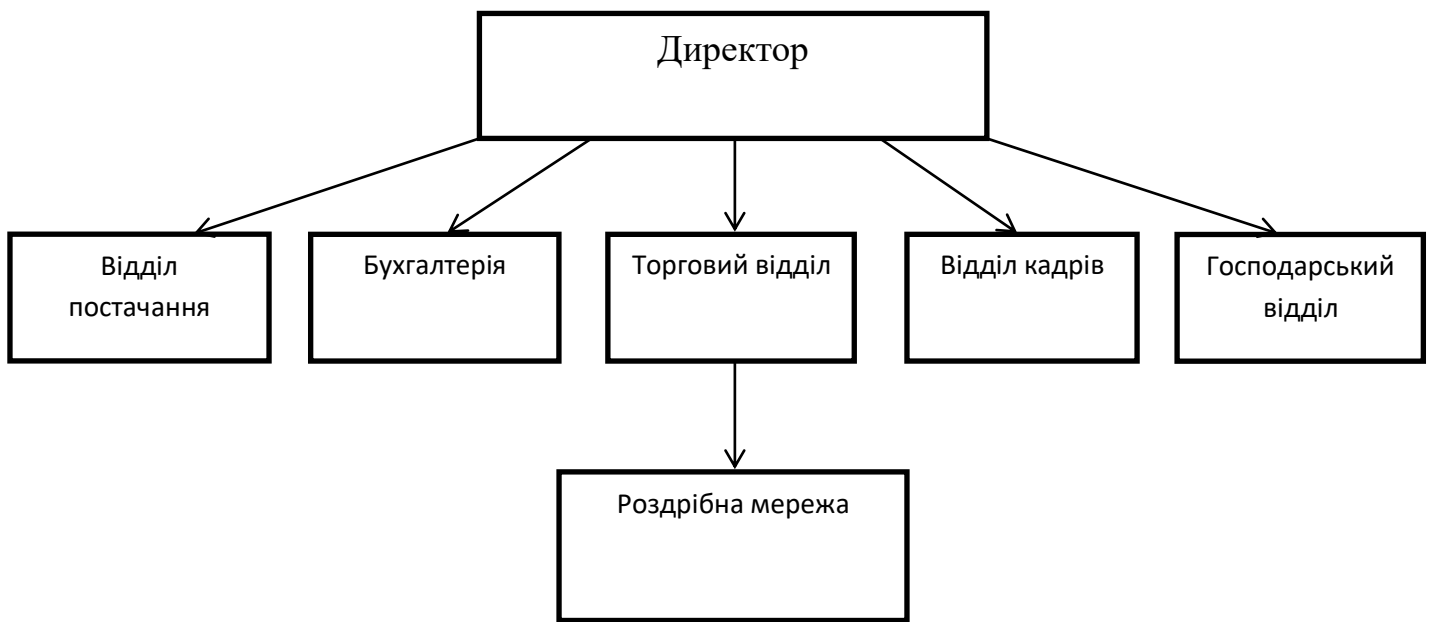 Директор
Відділ
постачання
Бухгалтерія
Торговий відділ
Відділ кадрів
Господарський
відділ
Роздрібна мережа